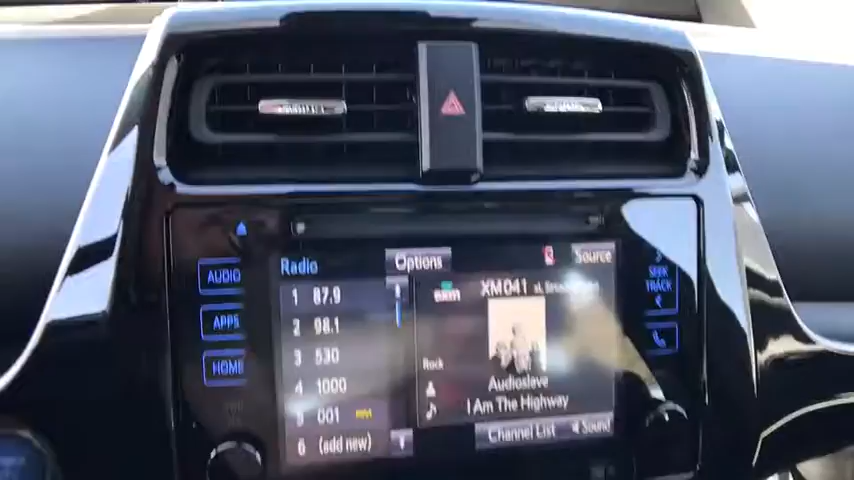 Radio
Options
Source
AUDIO
APPS
HOME
SEEK
TRACK
1 87.9
2 98.1
3 530
4 1000
5 001
6 (add new)
XM041
Rock
Audioslave
I Am The Highway
Channel List
Sound